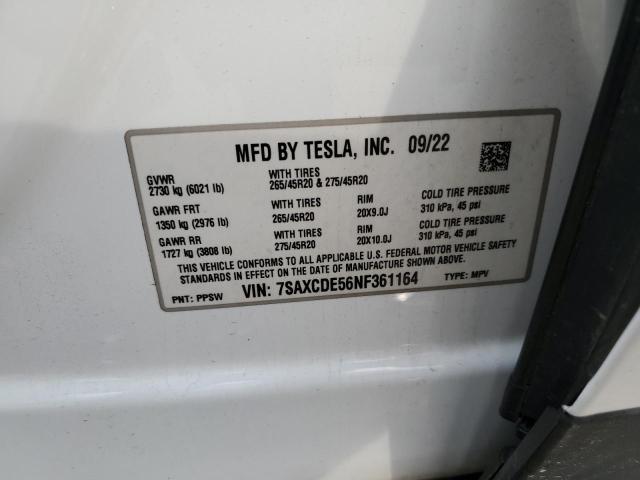 MFD BY TESLA, INC. 09/22
GVWR WITH TIRES
2730 kg (6021 lb) 265/45R20 & 275/45R20
GAWR FRT WITH TIRES RIM COLD TIRE PRESSURE
1350 kg (2976 lb) 265/45R20 20X9.0J 310 kPa, 45 psi
GAWR RR WITH TIRES RIM COLD TIRE PRESSURE
1727 kg (3808 lb) 275/45R20 20X10.0J 310 kPa, 45 psi
THIS VEHICLE CONFORMS TO ALL APPLICABLE U.S. FEDERAL MOTOR VEHICLE SAFETY
STANDARDS IN EFFECT ON THE DATE OF MANUFACTURE SHOWN ABOVE.
PNT: PPSW VIN: 7SAXCDE56NF361164 TYPE: MPV